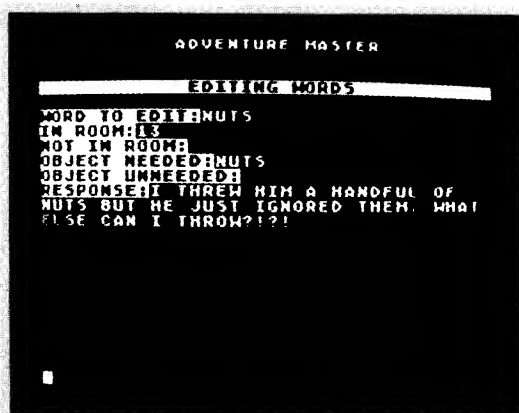 ADVENTURE MASTER
EDITING WORDS
WORD TO EDIT:NUTS
IN ROOM:13
NOT IN ROOM:
OBJECT NEEDED:NUTS
OBJECT UNNEEDED:
RESPONSE:I THREW HIM A HANDFUL OF
NUTS BUT HE JUST IGNORED THEM. WHAT
ELSE CAN I THROW?!?!